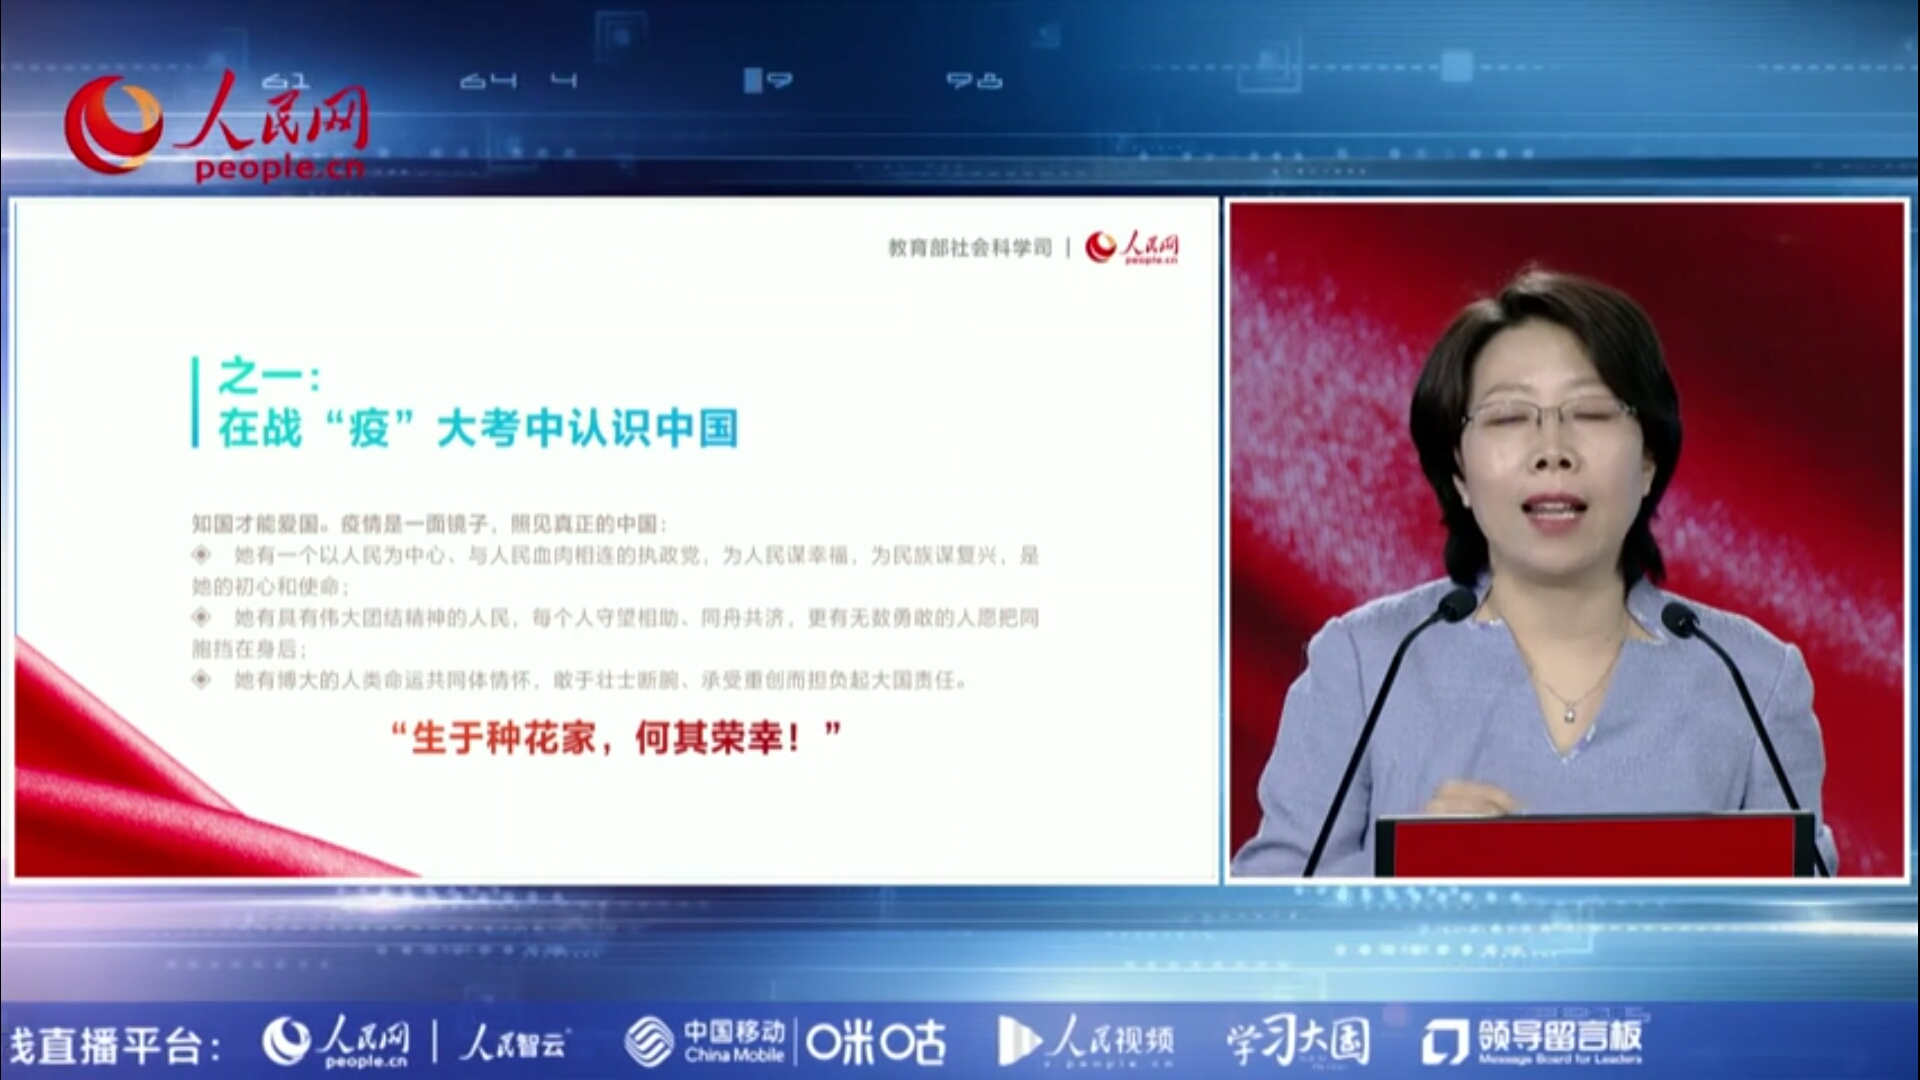 人民网
people.cn
教育部社会科学司 | 人民网
people.cn
之一：
在战“疫”大考中认识中国
知国才能爱国。疫情是一面镜子，照见真正的中国：
◈ 她有一个以人民为中心、与人民血肉相连的执政党，为人民谋幸福，为民族谋复兴，是
她的初心和使命；
◈ 她有具有伟大团结精神的人民，每个人守望相助、同舟共济，更有无数勇敢的人愿把同
胞挡在身后；
◈ 她有博大的人类命运共同体情怀，敢于壮士断腕、承受重创而担负起大国责任。
“生于种花家，何其荣幸！”
直播平台：
人民网
people.cn
人民智云
中国移动
China Mobile
咪咕
人民视频
学习大国
领导留言板
Message Board for Leaders